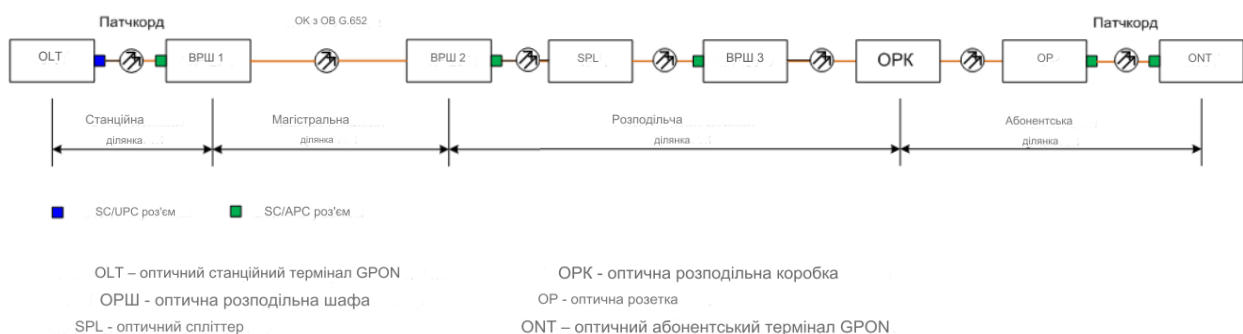 Патчкорд
ОК з ОВ G.652
Патчкорд
OLT
ВРШ 1
ВРШ 2
SPL
ВРШ 3
ОРК
ОР
ONT
Станційна
ділянка
Магістральна
ділянка
Розподільча
ділянка
Абонентська
ділянка
SC/UPC роз'єм
SC/APC роз'єм
OLT – оптичний станційний термінал GPON
ОРК - оптична розподільна коробка
ОРШ - оптична розподільна шафа
ОР - оптична розетка
SPL - оптичний спліттер
ONT – оптичний абонентський термінал GPON